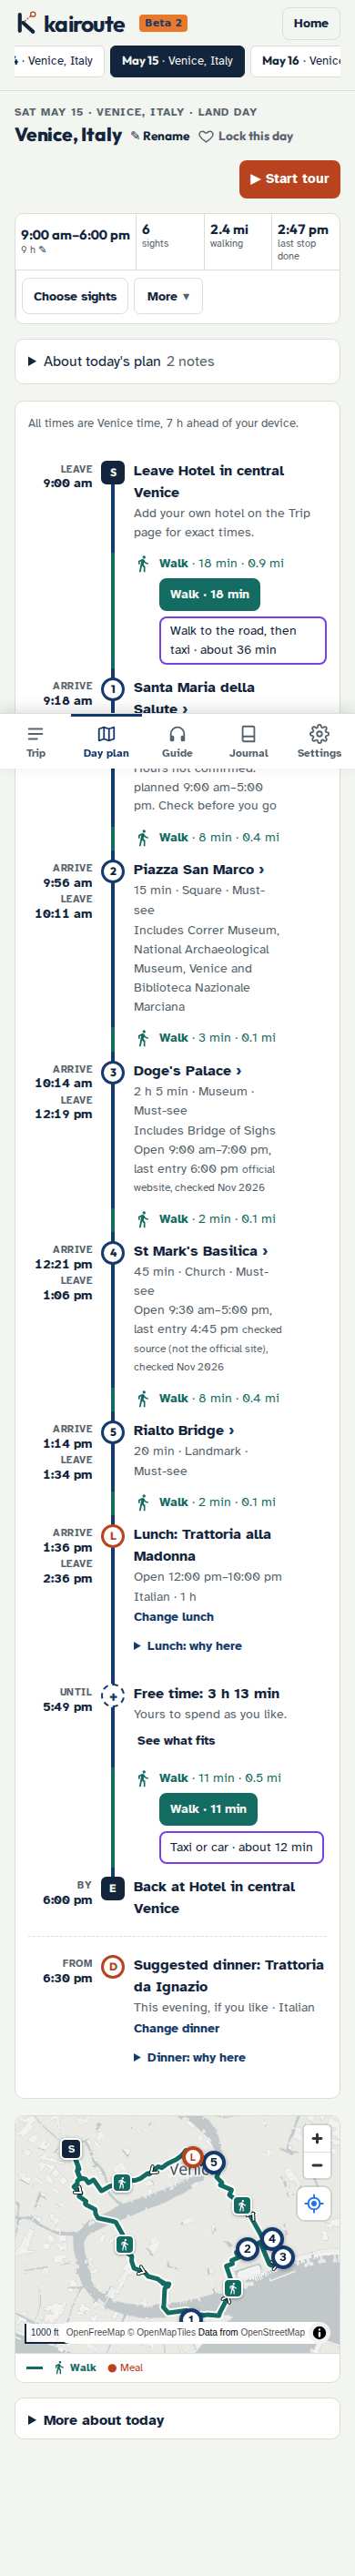 kairoute Beta 2 Home
· Venice, Italy May 15 · Venice, Italy May 16 · Venice
SAT MAY 15 · VENICE, ITALY · LAND DAY
Venice, Italy ✎ Rename Lock this day
▶ Start tour
9:00 am–6:00 pm
9 h ✎
6
sights
2.4 mi
walking
2:47 pm
last stop
done
Choose sights More ▾
▶ About today's plan 2 notes
All times are Venice time, 7 h ahead of your device.
LEAVE
9:00 am
S
Leave Hotel in central
Venice
Add your own hotel on the Trip
page for exact times.
Walk · 18 min · 0.9 mi
Walk · 18 min
Walk to the road, then
taxi · about 36 min
ARRIVE
9:18 am
1
Santa Maria della
Salute ›
Trip Day plan Guide Journal Settings
Hours not confirmed:
planned 9:00 am–5:00
pm. Check before you go
Walk · 8 min · 0.4 mi
ARRIVE
9:56 am
LEAVE
10:11 am
2
Piazza San Marco ›
15 min · Square · Must-
see
Includes Correr Museum,
National Archaeological
Museum, Venice and
Biblioteca Nazionale
Marciana
Walk · 3 min · 0.1 mi
ARRIVE
10:14 am
LEAVE
12:19 pm
3
Doge's Palace ›
2 h 5 min · Museum ·
Must-see
Includes Bridge of Sighs
Open 9:00 am–7:00 pm,
last entry 6:00 pm official
website, checked Nov 2026
Walk · 2 min · 0.1 mi
ARRIVE
12:21 pm
LEAVE
1:06 pm
4
St Mark's Basilica ›
45 min · Church · Must-
see
Open 9:30 am–5:00 pm,
last entry 4:45 pm checked
source (not the official site),
checked Nov 2026
Walk · 8 min · 0.4 mi
ARRIVE
1:14 pm
LEAVE
1:34 pm
5
Rialto Bridge ›
20 min · Landmark ·
Must-see
Walk · 2 min · 0.1 mi
ARRIVE
1:36 pm
LEAVE
2:36 pm
L
Lunch: Trattoria alla
Madonna
Open 12:00 pm–10:00 pm
Italian · 1 h
Change lunch
▶ Lunch: why here
UNTIL
5:49 pm
+
Free time: 3 h 13 min
Yours to spend as you like.
See what fits
Walk · 11 min · 0.5 mi
Walk · 11 min
Taxi or car · about 12 min
BY
6:00 pm
E
Back at Hotel in central
Venice
FROM
6:30 pm
D
Suggested dinner: Trattoria
da Ignazio
This evening, if you like · Italian
Change dinner
▶ Dinner: why here
S
L
5
4
2
3
1
+
−
1000 ft OpenFreeMap © OpenMapTiles Data from OpenStreetMap
Walk Meal
▶ More about today